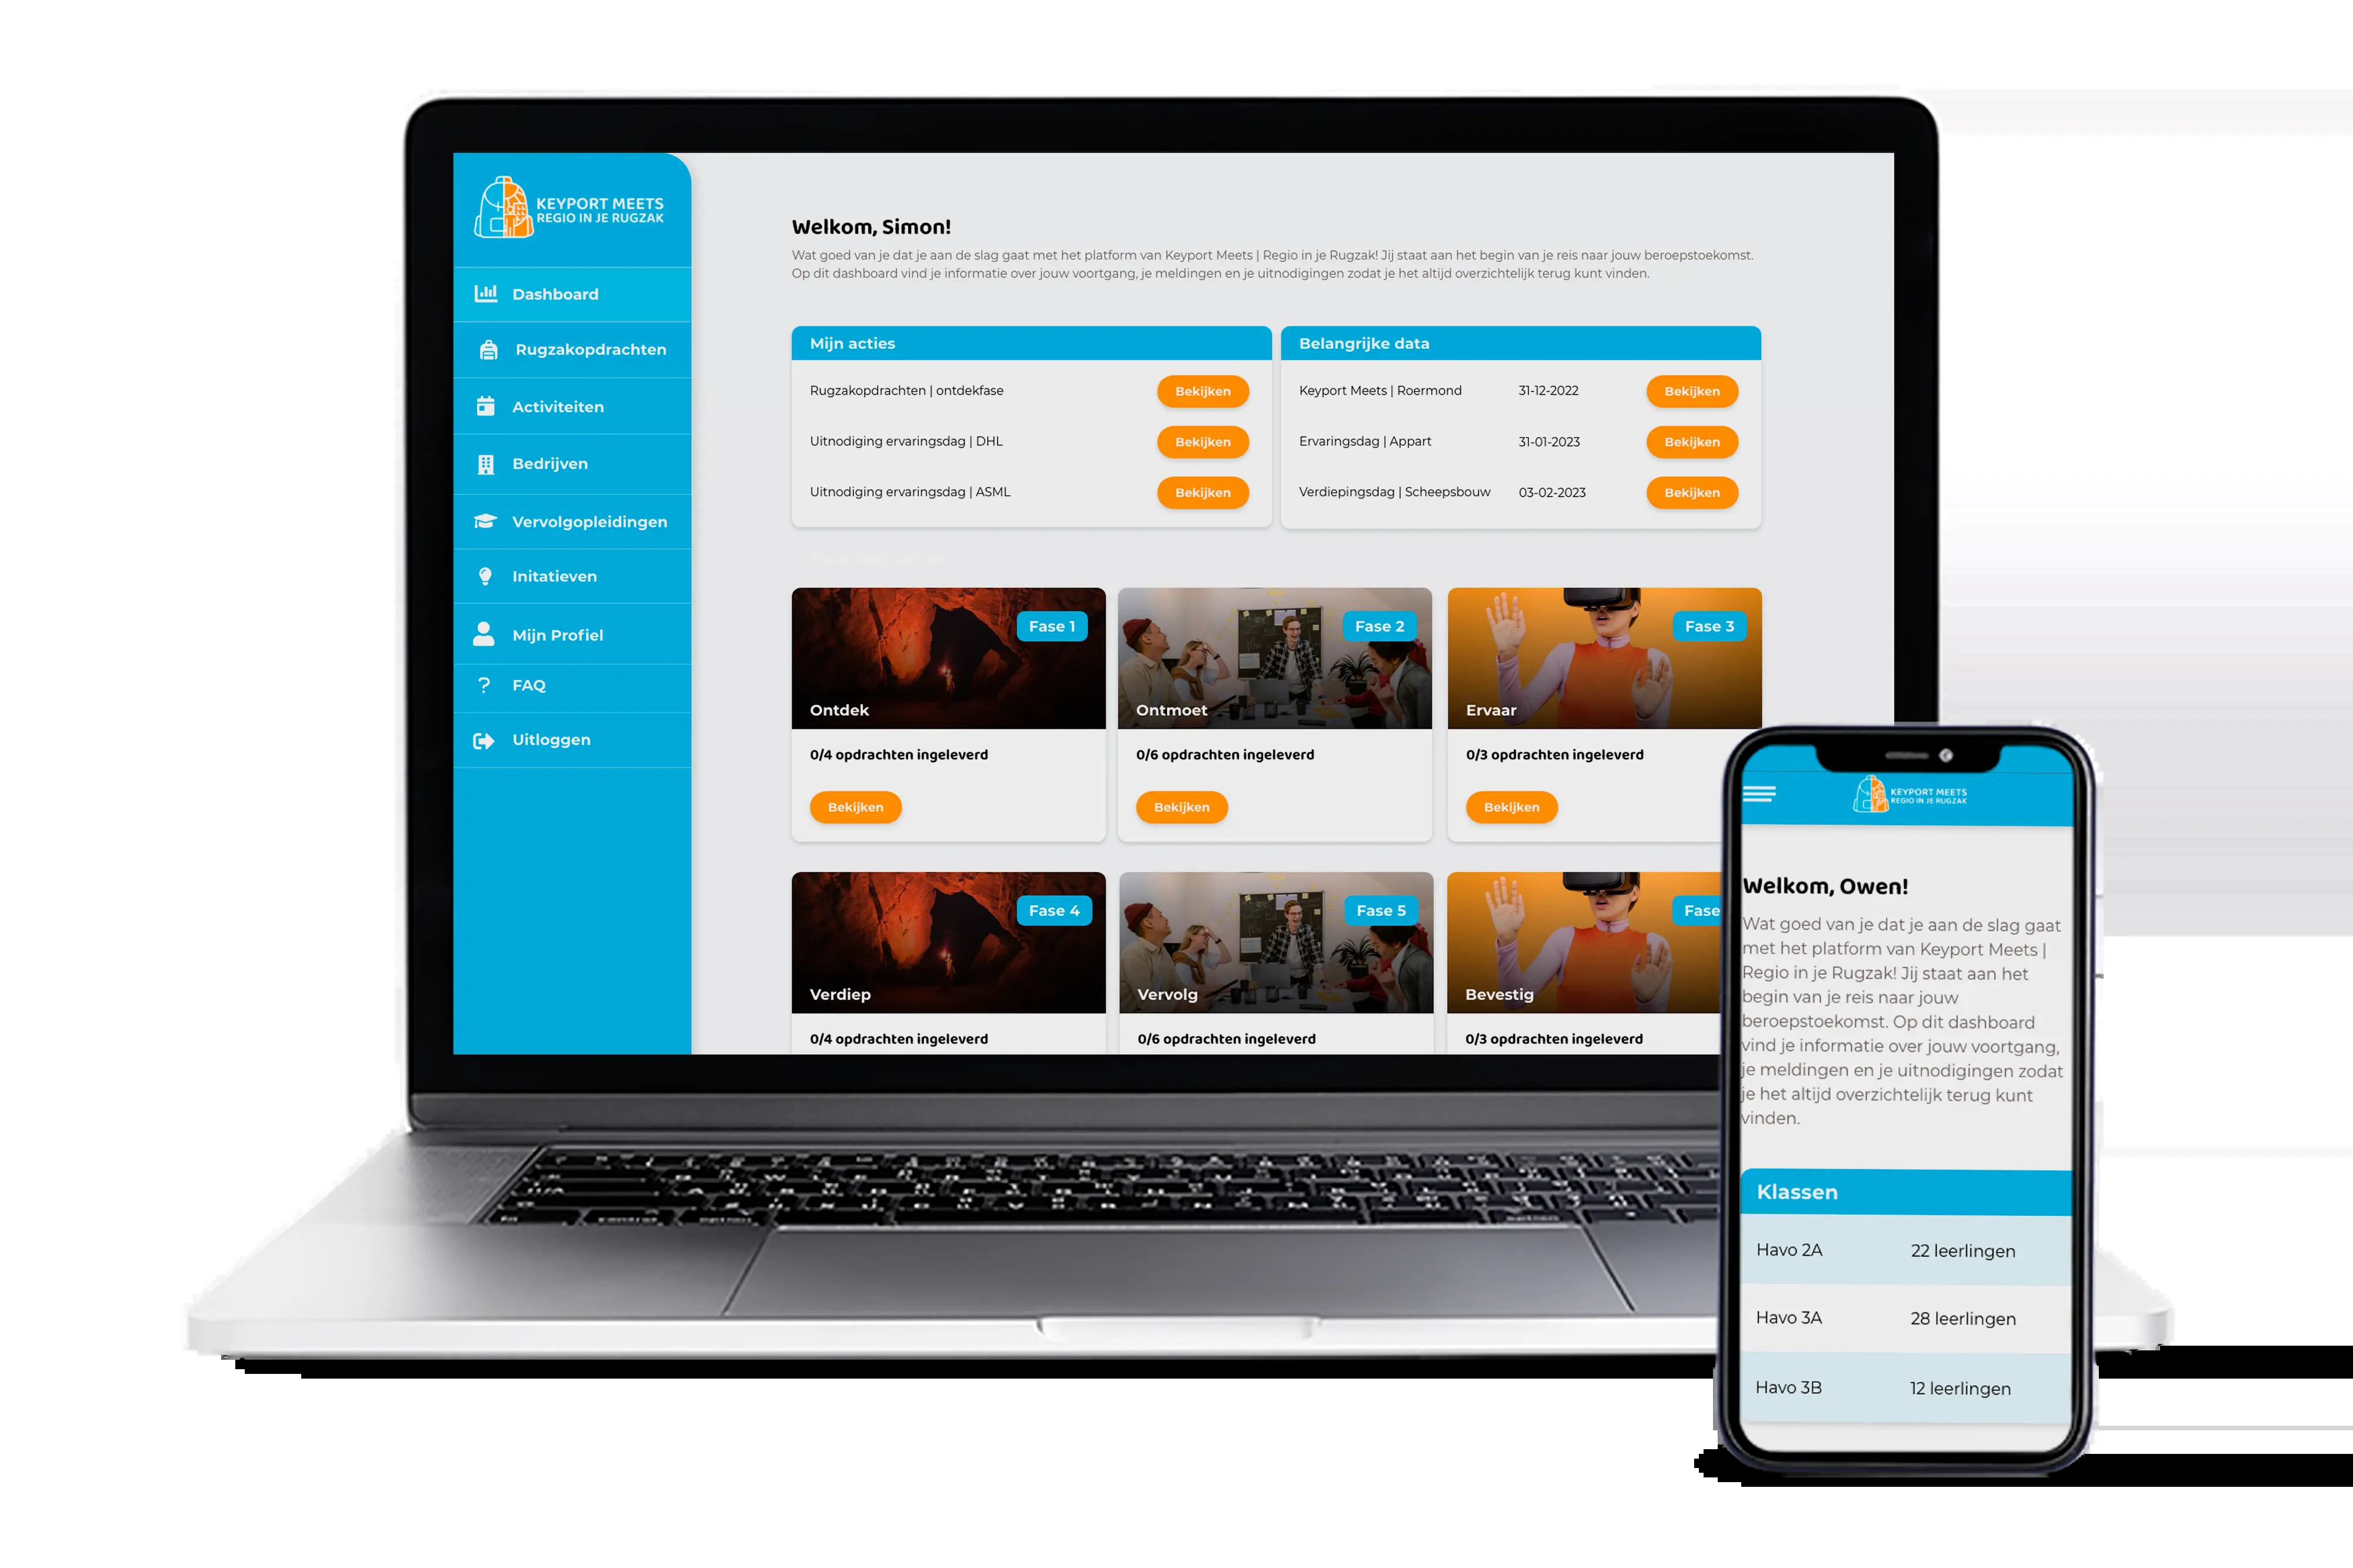 KEYPORT MEETS
REGIO IN JE RUGZAK
Dashboard
Rugzakopdrachten
Activiteiten
Bedrijven
Vervolgopleidingen
Initatieven
Mijn Profiel
? FAQ
Uitloggen
Welkom, Simon!
Wat goed van je dat je aan de slag gaat met het platform van Keyport Meets | Regio in je Rugzak! Jij staat aan het begin van je reis naar jouw beroepstoekomst.
Op dit dashboard vind je informatie over jouw voortgang, je meldingen en je uitnodigingen zodat je het altijd overzichtelijk terug kunt vinden.
Mijn acties
Rugzakopdrachten | ontdekfase Bekijken
Uitnodiging ervaringsdag | DHL Bekijken
Uitnodiging ervaringsdag | ASML Bekijken
Belangrijke data
Keyport Meets | Roermond 31-12-2022 Bekijken
Ervaringsdag | Appart 31-01-2023 Bekijken
Verdiepingsdag | Scheepsbouw 03-02-2023 Bekijken
Fase 1
Ontdek
0/4 opdrachten ingeleverd
Bekijken
Fase 2
Ontmoet
0/6 opdrachten ingeleverd
Bekijken
Fase 3
Ervaar
0/3 opdrachten ingeleverd
Bekijken
Fase 4
Verdiep
0/4 opdrachten ingeleverd
Fase 5
Vervolg
0/6 opdrachten ingeleverd
Fase
Bevestig
0/3 opdrachten ingeleverd
KEYPORT MEETS
REGIO IN JE RUGZAK
Welkom, Owen!
Wat goed van je dat je aan de slag gaat
met het platform van Keyport Meets |
Regio in je Rugzak! Jij staat aan het
begin van je reis naar jouw
beroepstoekomst. Op dit dashboard
vind je informatie over jouw voortgang,
je meldingen en je uitnodigingen zodat
je het altijd overzichtelijk terug kunt
vinden.
Klassen
Havo 2A 22 leerlingen
Havo 3A 28 leerlingen
Havo 3B 12 leerlingen